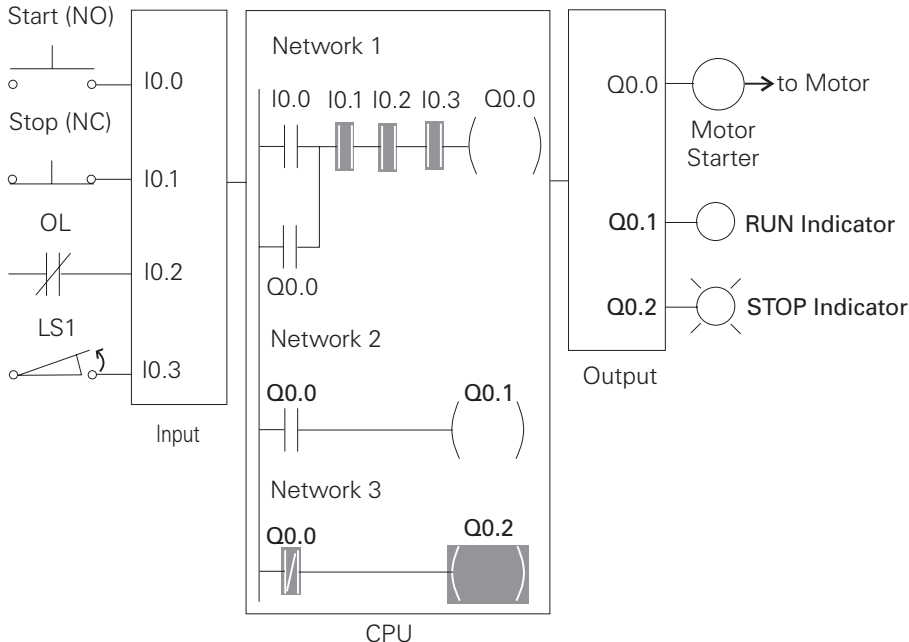 Start (NO)
I0.0
Stop (NC)
I0.1
OL
I0.2
LS1
I0.3
Input
Network 1
I0.0 I0.1 I0.2 I0.3 Q0.0
Q0.0
Network 2
Q0.0 Q0.1
Network 3
Q0.0 Q0.2
CPU
Q0.0 to Motor
Motor
Starter
Q0.1 RUN Indicator
Q0.2 STOP Indicator
Output